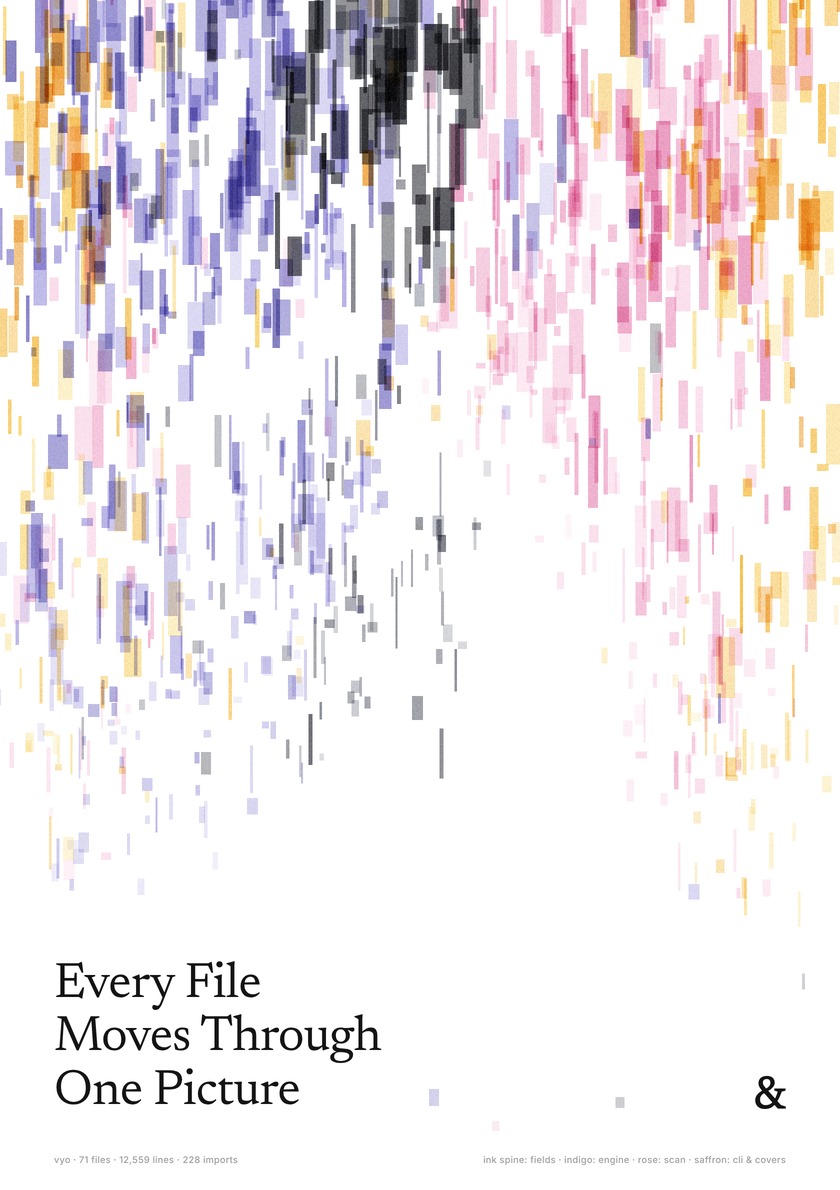 Every File
Moves Through
One Picture
&
vyo · 71 files · 12,559 lines · 228 imports
ink spine: fields · indigo: engine · rose: scan · saffron: cli & covers